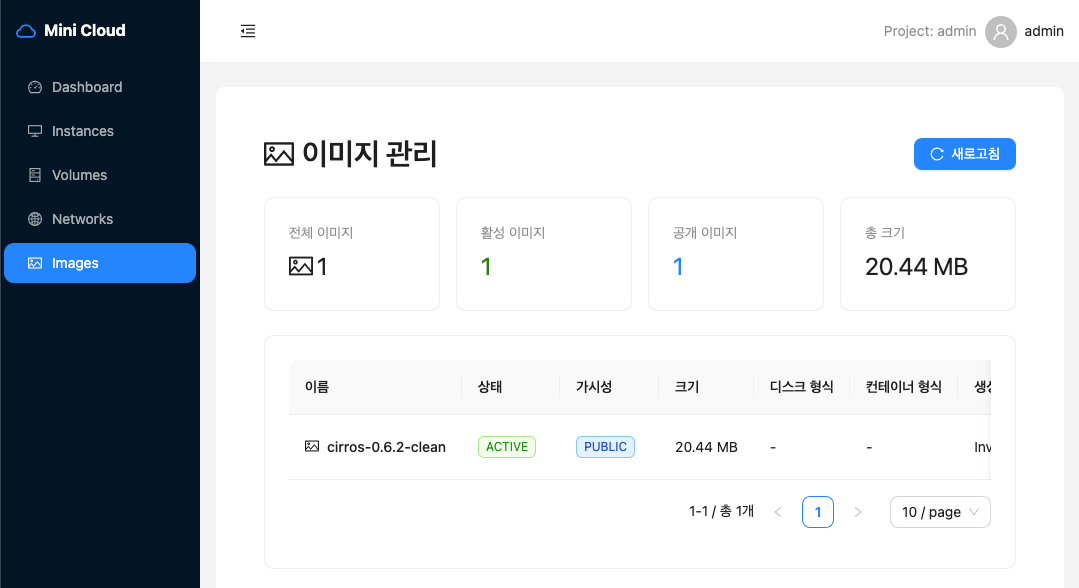 Mini Cloud
Project: admin
admin
Dashboard
Instances
Volumes
Networks
Images
이미지 관리
새로고침
전체 이미지
1
활성 이미지
1
공개 이미지
1
총 크기
20.44 MB
이름 상태 가시성 크기 디스크 형식 컨테이너 형식
cirros-0.6.2-clean ACTIVE PUBLIC 20.44 MB - - Inv
1-1 / 총 1개 < 1 > 10 / page